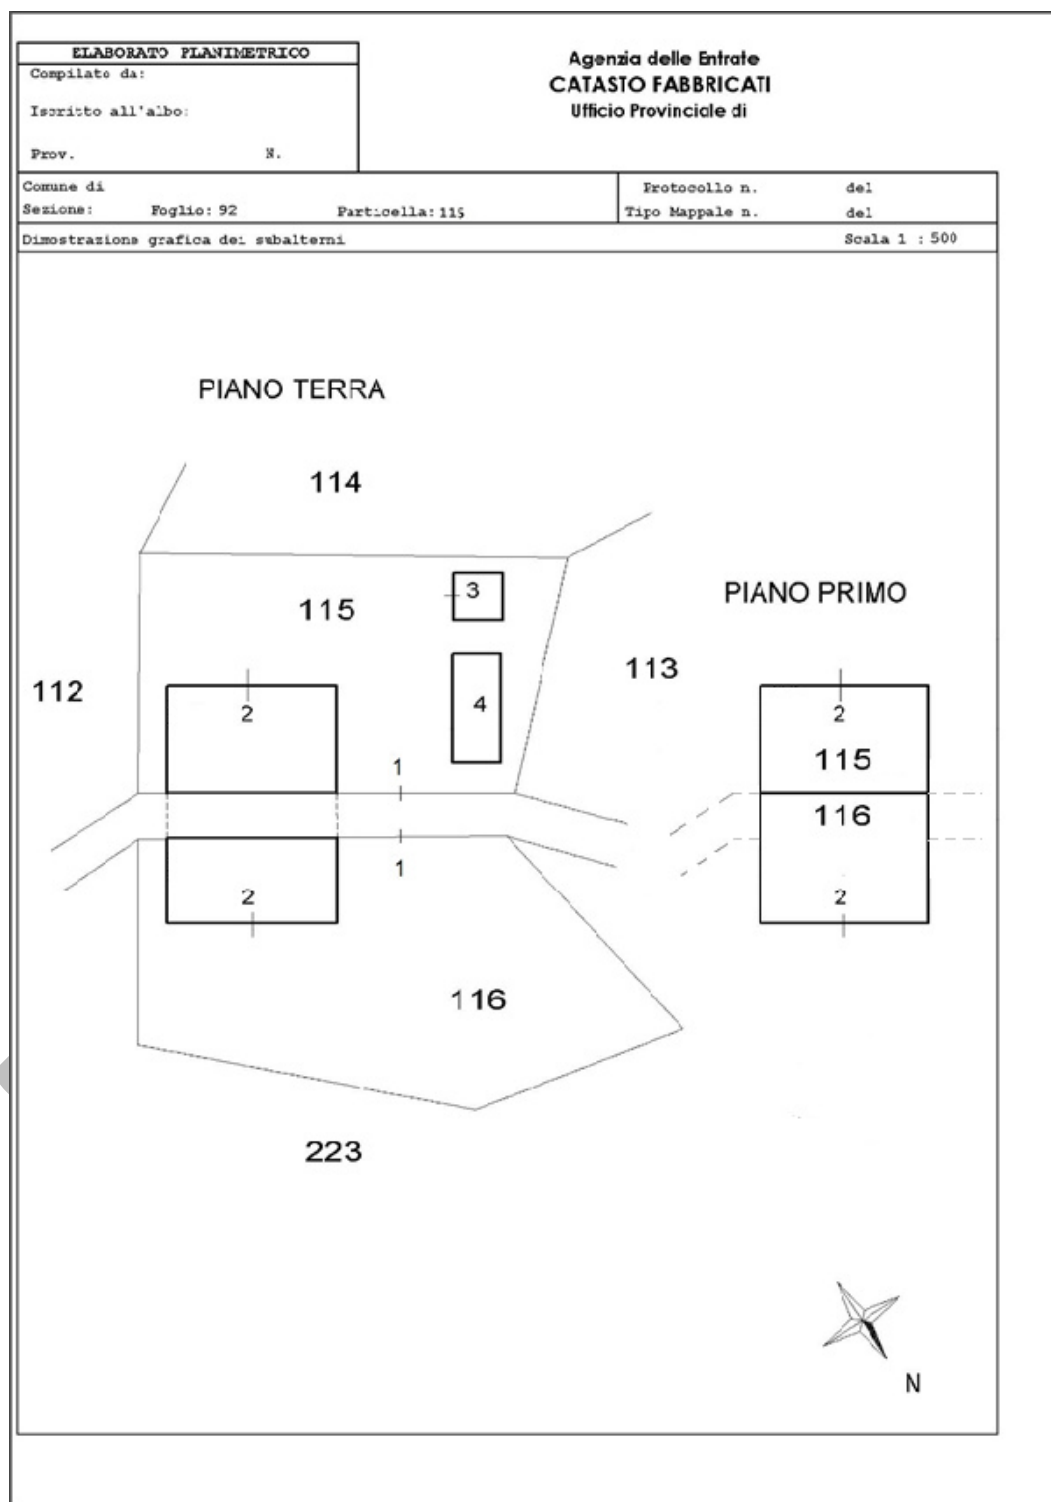 ELABORATO PLANIMETRICO
Compilato da:
Iscritto all'albo:
Prov. N.
Agenzia delle Entrate
CATASTO FABBRICATI
Ufficio Provinciale di
Comune di
Sezione: Foglio: 92 Particella: 115
Protocollo n. del
Tipo Mappale n. del
Dimostrazione grafica dei subalterni Scala 1 : 500
PIANO TERRA
114
3
115
PIANO PRIMO
113
112
2
4
2
115
1
116
1
2
2
116
223
N